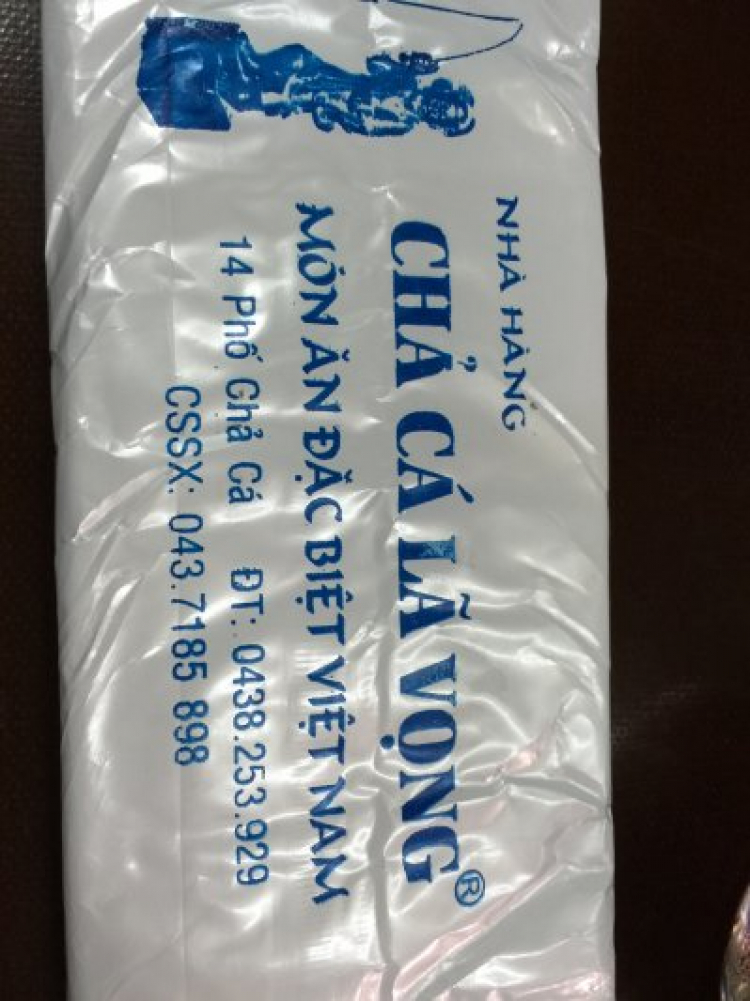 NHÀ HÀNG
CHẢ CÁ LÃ VỌNG®
MÓN ĂN ĐẶC BIỆT VIỆT NAM
14 Phố Chả Cá ĐT: 0438.253.929
CSSX: 043.7185 898